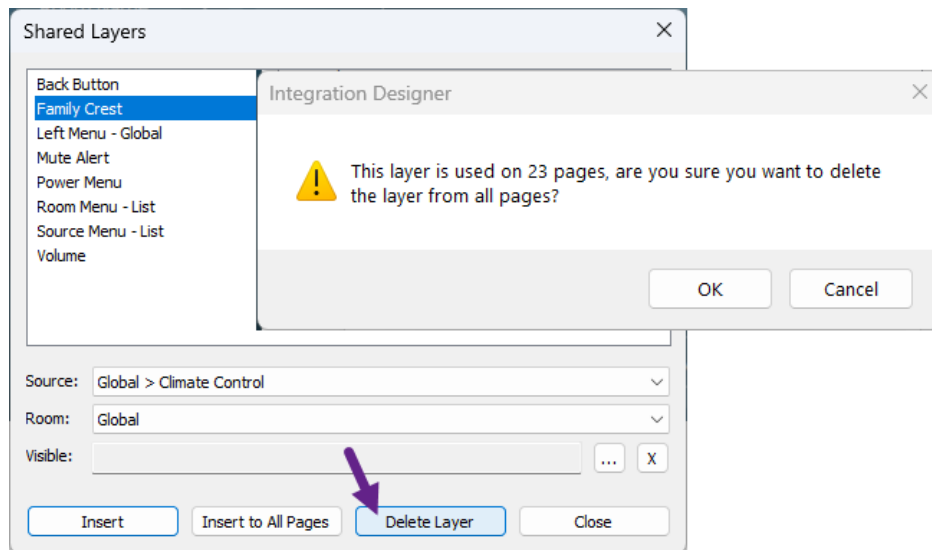 Shared Layers
Back Button
Family Crest
Left Menu - Global
Mute Alert
Power Menu
Room Menu - List
Source Menu - List
Volume
Integration Designer
This layer is used on 23 pages, are you sure you want to delete
the layer from all pages?
OK Cancel
Source: Global > Climate Control
Room: Global
Visible: ... X
Insert Insert to All Pages Delete Layer Close